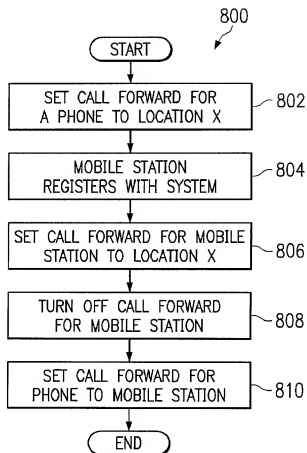 800
START
SET CALL FORWARD FOR
A PHONE TO LOCATION X
802
MOBILE STATION
REGISTERS WITH SYSTEM
804
SET CALL FORWARD FOR MOBILE
STATION TO LOCATION X
806
TURN OFF CALL FORWARD
FOR MOBILE STATION
808
SET CALL FORWARD FOR
PHONE TO MOBILE STATION
810
END